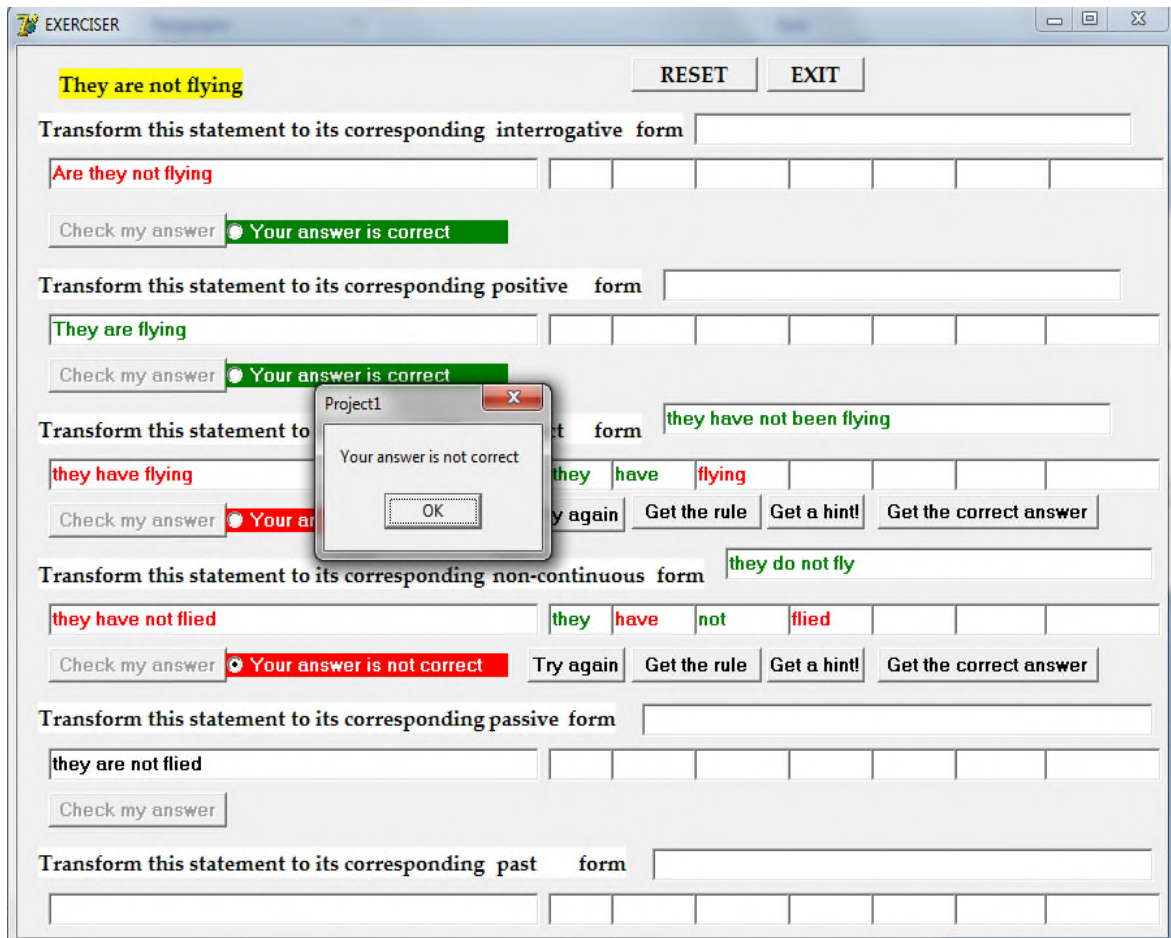 EXERCISER
They are not flying
RESET EXIT
Transform this statement to its corresponding interrogative form
Are they not flying
Check my answer Your answer is correct
Transform this statement to its corresponding positive form
They are flying
Check my answer Your answer is correct
Project1
Transform this statement to ct form they have not been flying
Your answer is not correct
they have flying they have flying
OK
Check my answer Your an y again Get the rule Get a hint! Get the correct answer
Transform this statement to its corresponding non-continuous form they do not fly
they have not flied they have not flied
Check my answer Your answer is not correct Try again Get the rule Get a hint! Get the correct answer
Transform this statement to its corresponding passive form
they are not flied
Check my answer
Transform this statement to its corresponding past form